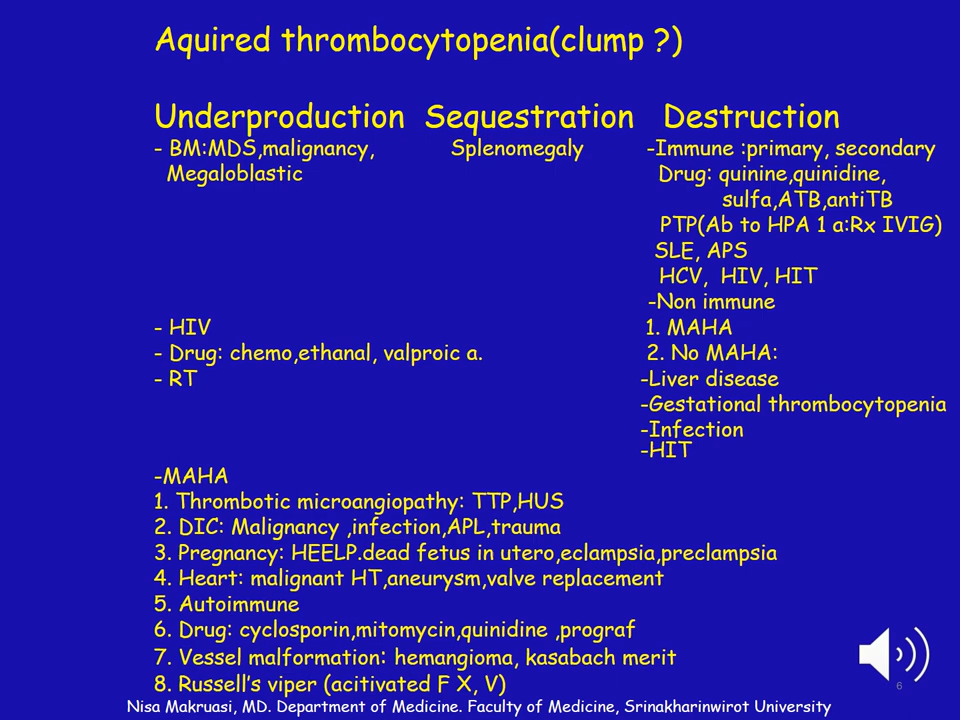 Aquired thrombocytopenia(clump ?)
Underproduction Sequestration Destruction
- BM:MDS,malignancy, Splenomegaly -Immune :primary, secondary
Megaloblastic Drug: quinine,quinidine,
sulfa,ATB,antiTB
PTP(Ab to HPA 1 a:Rx IVIG)
SLE, APS
HCV, HIV, HIT
-Non immune
- HIV 1. MAHA
- Drug: chemo,ethanal, valproic a. 2. No MAHA:
- RT -Liver disease
-Gestational thrombocytopenia
-Infection
-HIT
-MAHA
1. Thrombotic microangiopathy: TTP,HUS
2. DIC: Malignancy ,infection,APL,trauma
3. Pregnancy: HEELP.dead fetus in utero,eclampsia,preclampsia
4. Heart: malignant HT,aneurysm,valve replacement
5. Autoimmune
6. Drug: cyclosporin,mitomycin,quinidine ,prograf
7. Vessel malformation: hemangioma, kasabach merit
8. Russell's viper (acitivated F X, V)
6
Nisa Makruasi, MD. Department of Medicine. Faculty of Medicine, Srinakharinwirot University